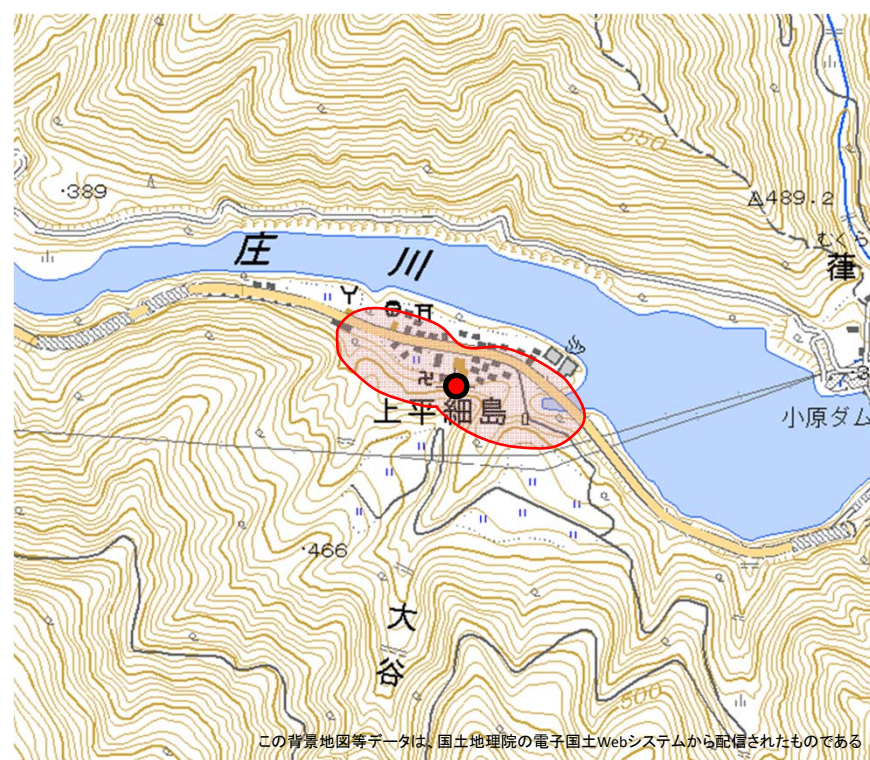 550
・389
489.2
むくら
葎
庄川
上平細島
小原ダム
・466
大谷
500
この背景地図等データは、国土地理院の電子国土Webシステムから配信されたものである